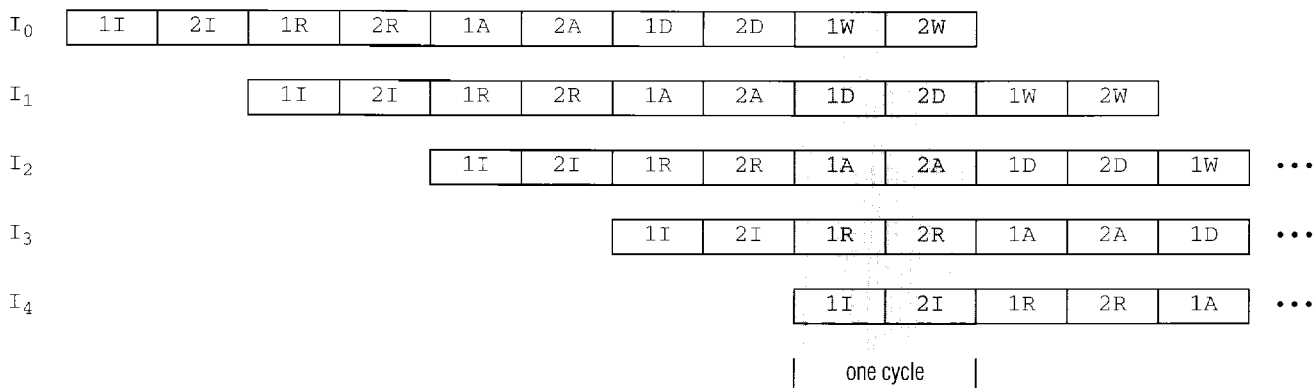 I0 1I 2I 1R 2R 1A 2A 1D 2D 1W 2W
I1 1I 2I 1R 2R 1A 2A 1D 2D 1W 2W
I2 1I 2I 1R 2R 1A 2A 1D 2D 1W •••
I3 1I 2I 1R 2R 1A 2A 1D •••
I4 1I 2I 1R 2R 1A •••
one cycle